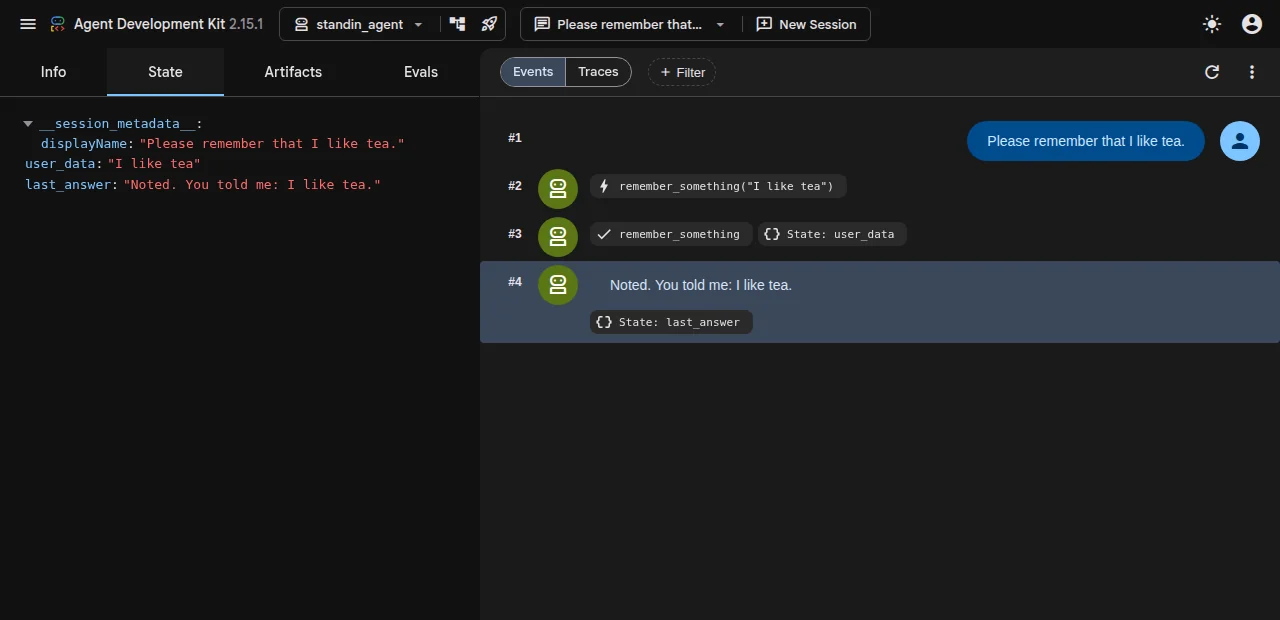 Agent Development Kit 2.15.1
standin_agent
Please remember that...
New Session
Info
State
Artifacts
Evals
Events
Traces
+ Filter
__session_metadata__:
displayName: "Please remember that I like tea."
user_data: "I like tea"
last_answer: "Noted. You told me: I like tea."
#1
Please remember that I like tea.
#2
remember_something("I like tea")
#3
remember_something
State: user_data
#4
Noted. You told me: I like tea.
State: last_answer